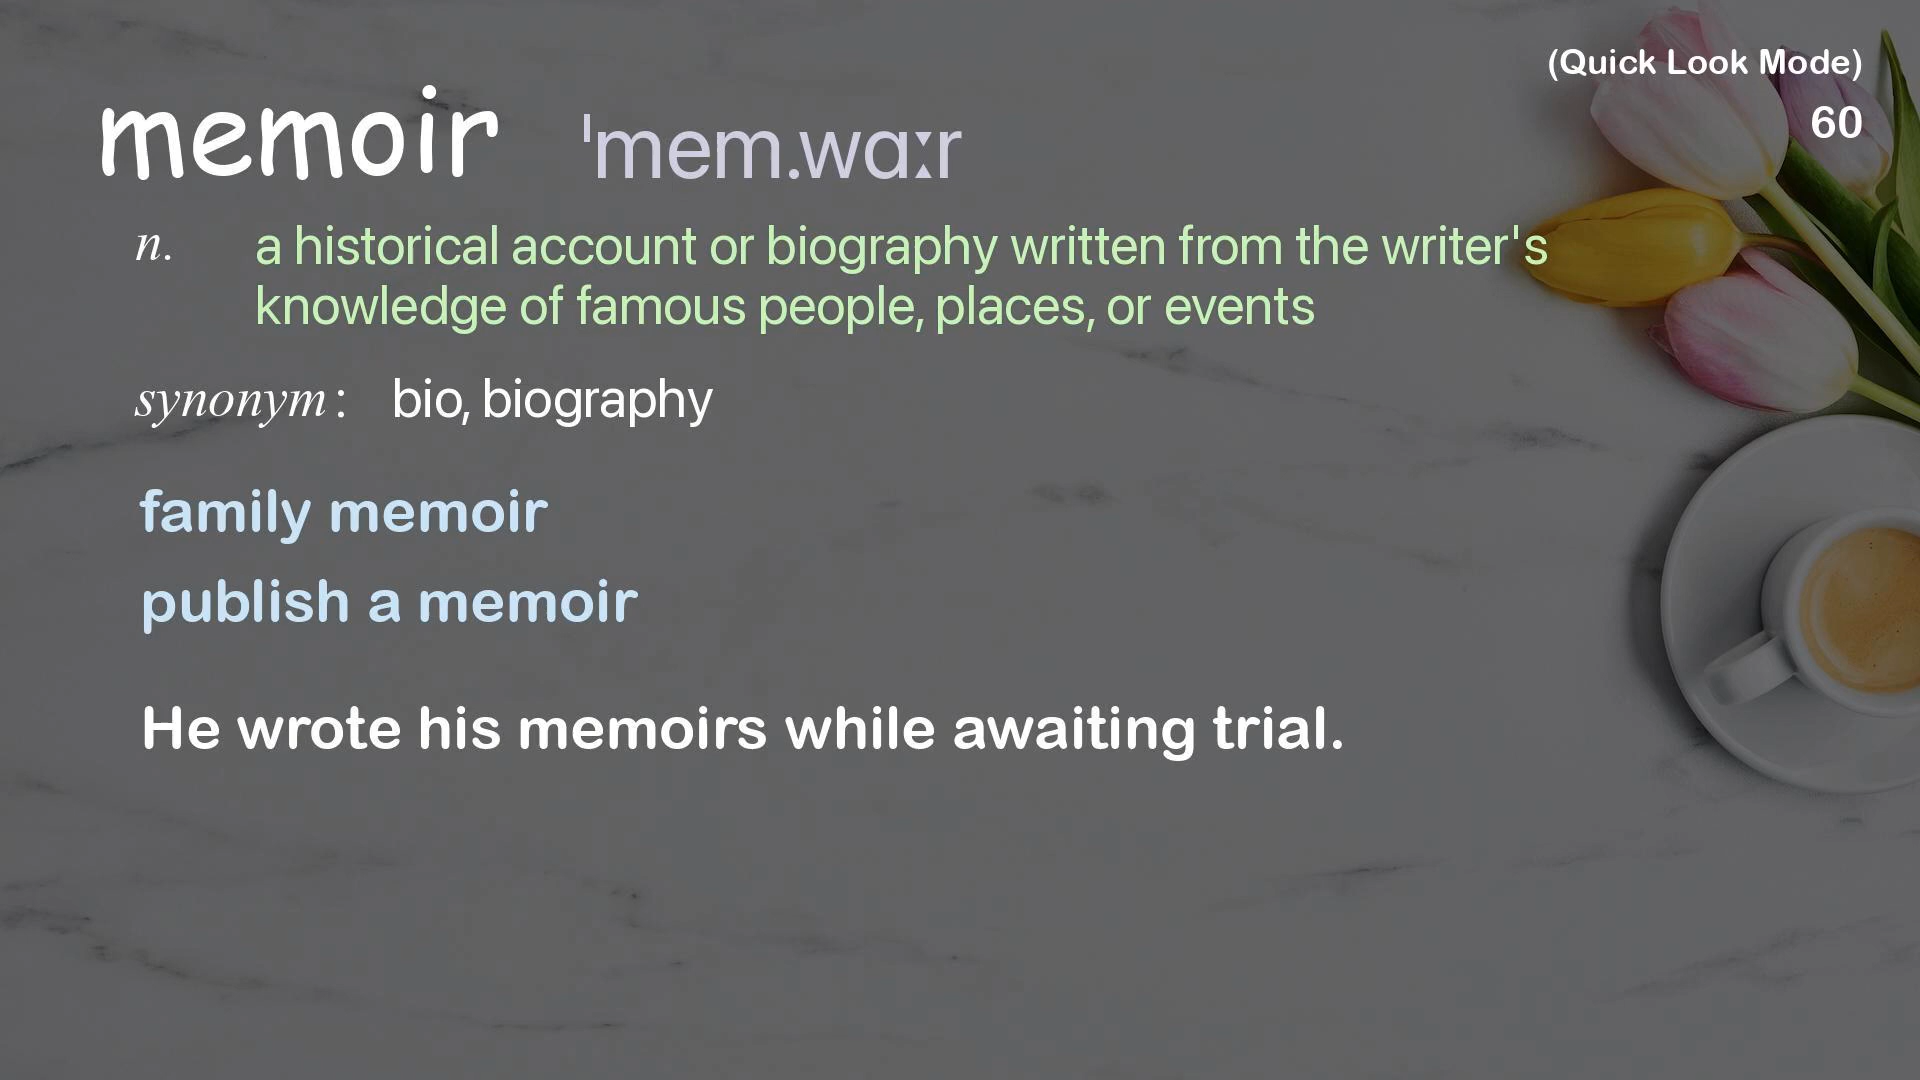 (Quick Look Mode)
60
memoir ˈmem.wɑːr
n. a historical account or biography written from the writer's
knowledge of famous people, places, or events
synonym: bio, biography
family memoir
publish a memoir
He wrote his memoirs while awaiting trial.